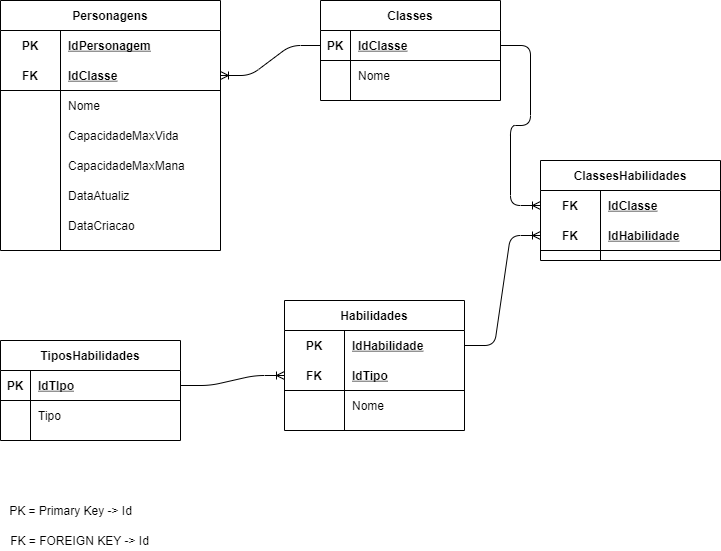 Personagens
PK IdPersonagem
FK IdClasse
Nome
CapacidadeMaxVida
CapacidadeMaxMana
DataAtualiz
DataCriacao
Classes
PK IdClasse
Nome
ClassesHabilidades
FK IdClasse
FK IdHabilidade
Habilidades
PK IdHabilidade
FK IdTipo
Nome
TiposHabilidades
PK IdTIpo
Tipo
PK = Primary Key -> Id
FK = FOREIGN KEY -> Id